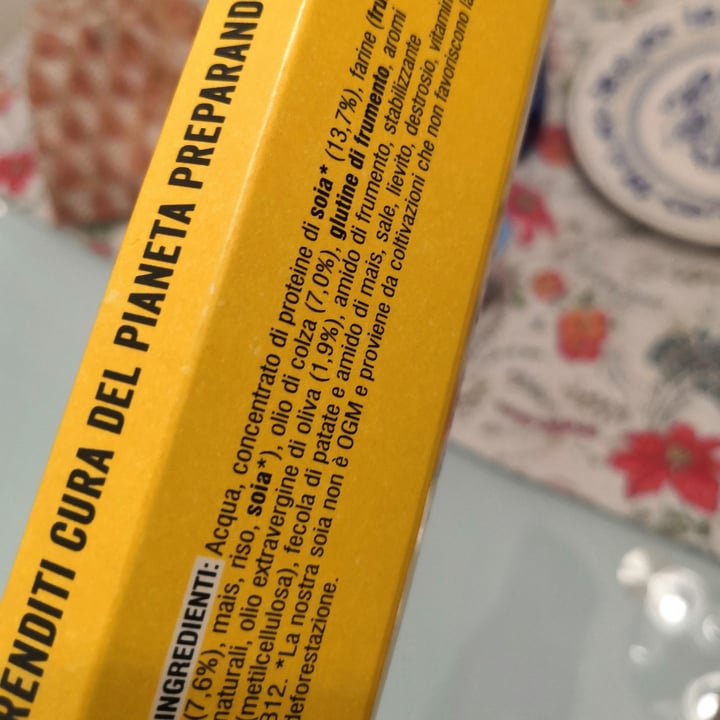 RENDITI CURA DEL PIANETA PREPARAND
INGREDIENTI: Acqua, concentrato di proteine di soia* (13,7%), farine (fru
(7,6%), mais, riso, soia*), olio di colza (7,0%), glutine di frumento, aromi
naturali, olio extravergine di oliva (1,9%), amido di frumento, stabilizzante
(metilcellulosa), fecola di patate e amido di mais, sale, lievito, destrosio, vitamin
B12. *La nostra soia non è OGM e proviene da coltivazioni che non favoriscono la
deforestazione.